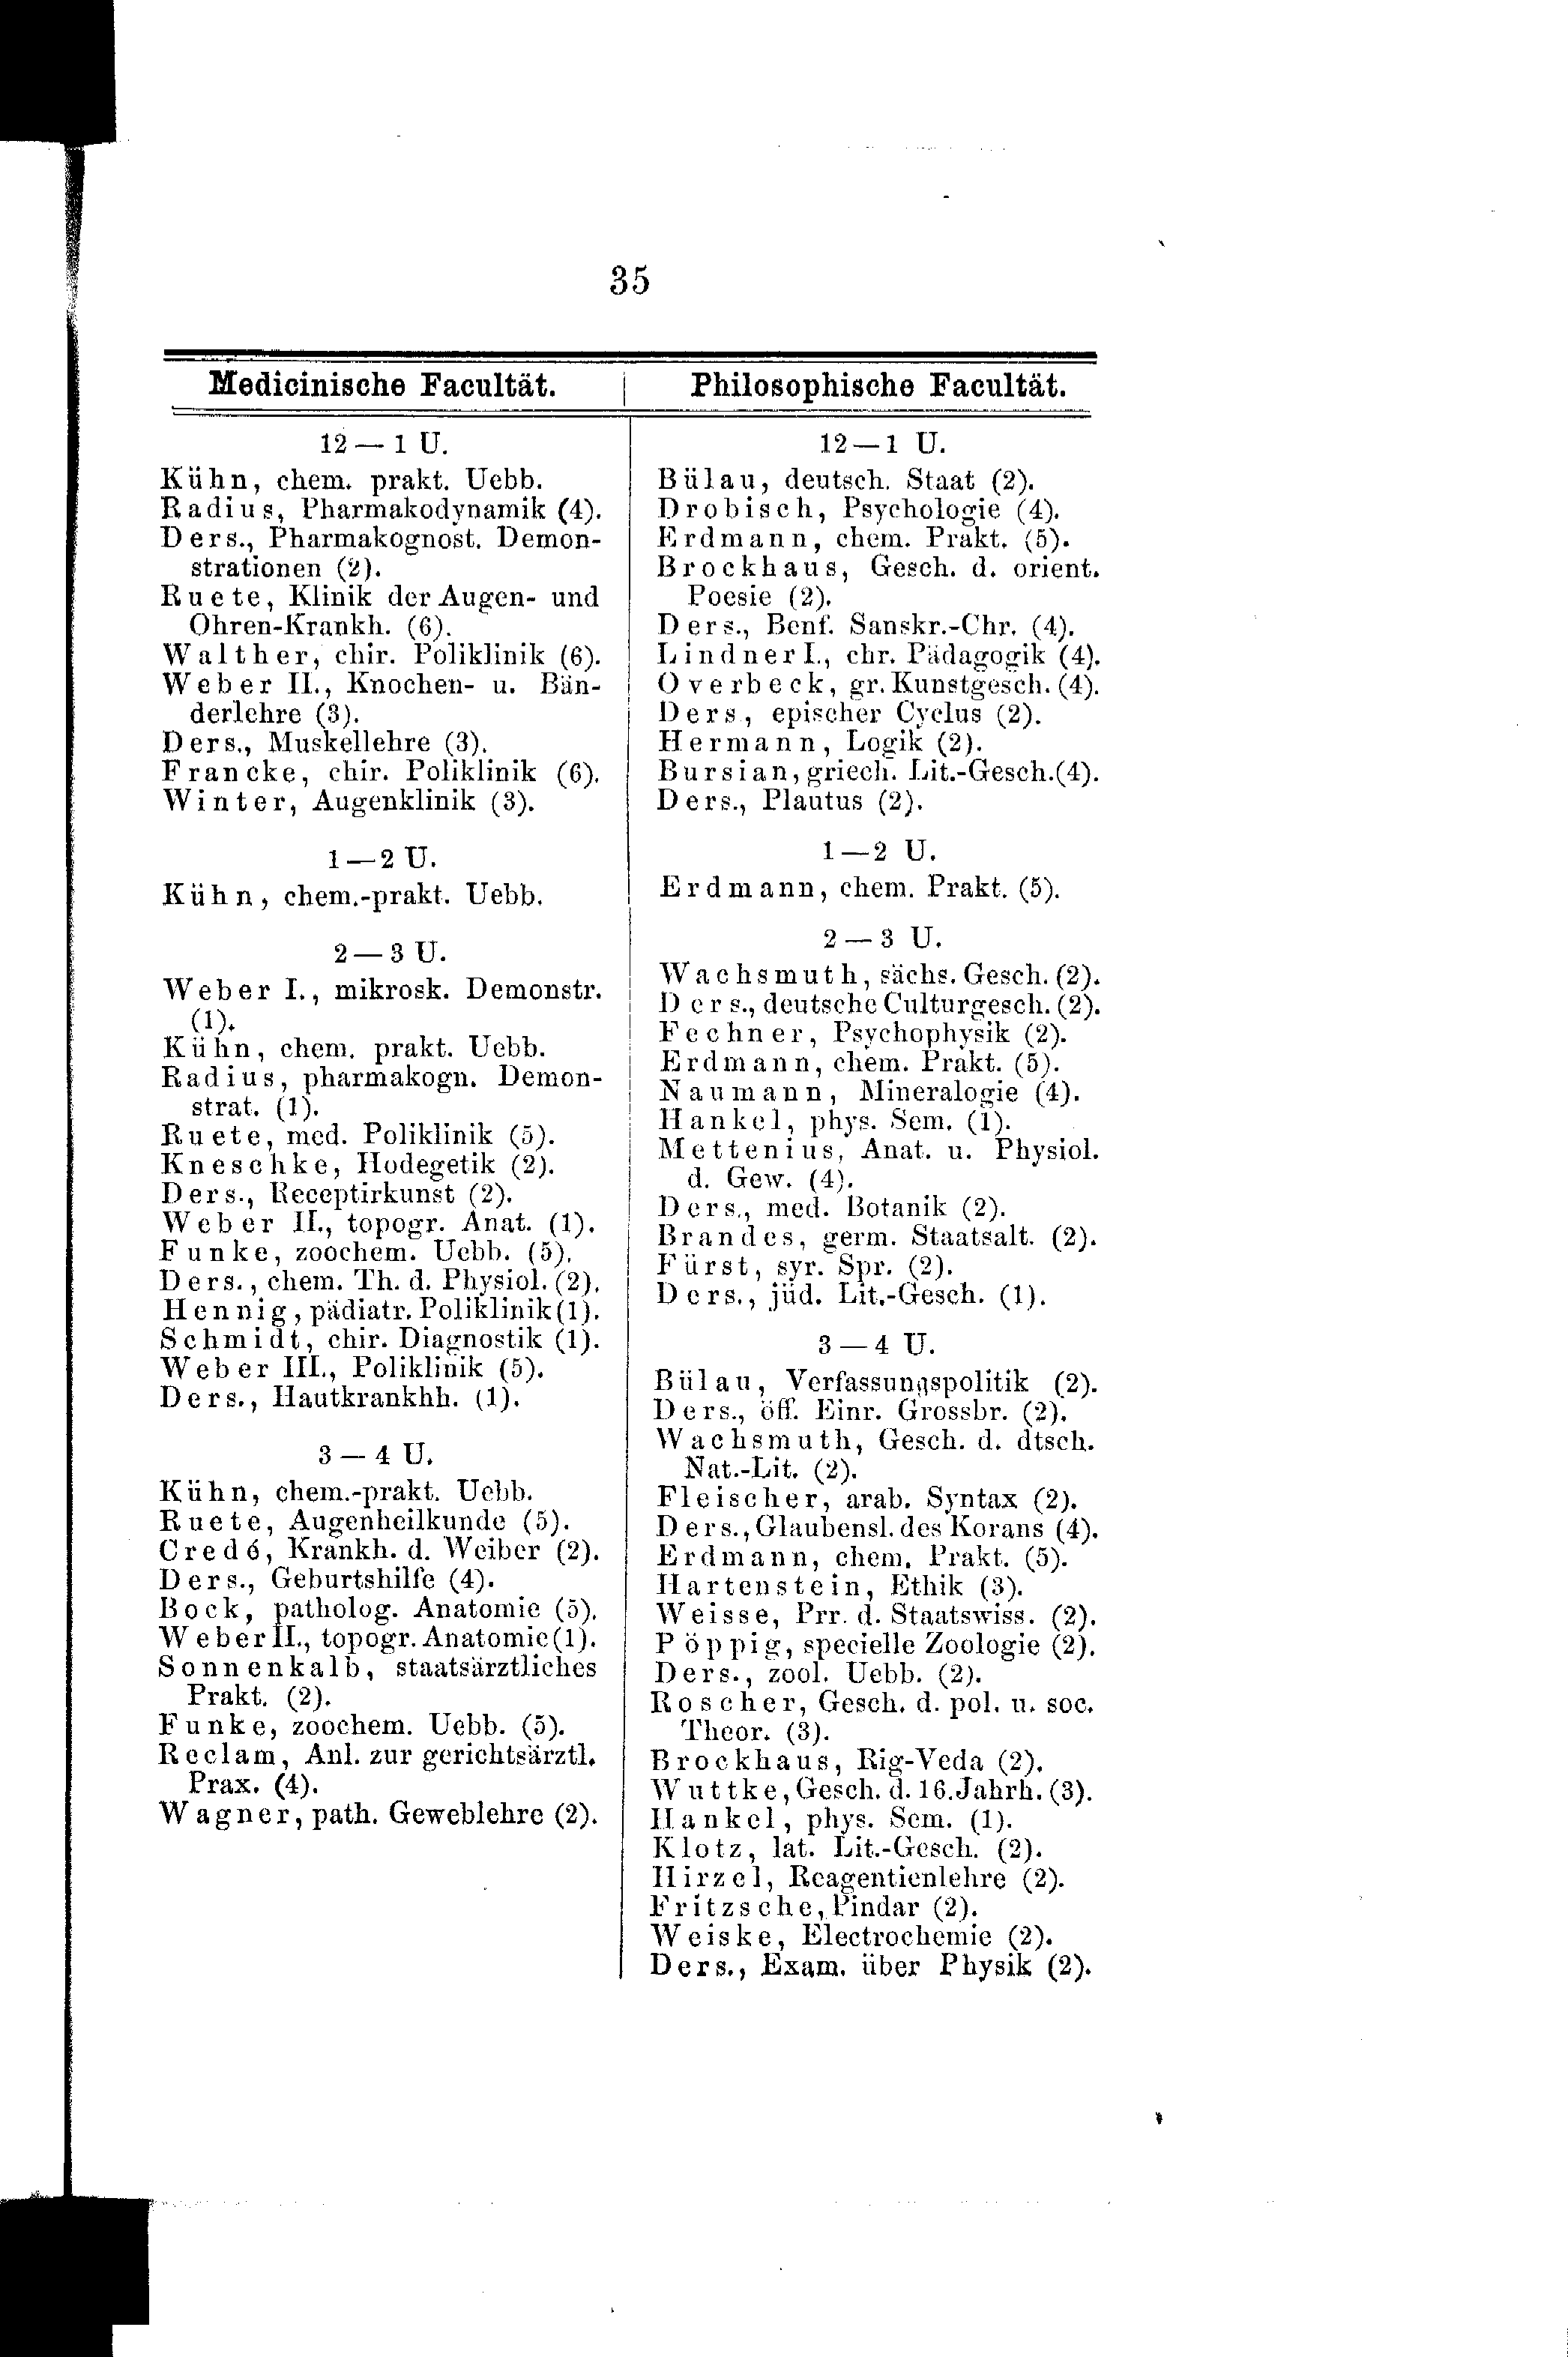 35
Medicinische Facultät.
12 — 1 U.
Kühn, chem. prakt. Uebb.
Radius, Pharmakodynamik (4).
Ders., Pharmakognost. Demon-
strationen (2).
Ruete, Klinik der Augen- und
Ohren-Krankh. (6).
Walther, chir. Poliklinik (6).
Weber II., Knochen- u. Bän-
derlehre (3).
Ders., Muskellehre (3).
Francke, chir. Poliklinik (6).
Winter, Augenklinik (3).
1 — 2 U.
Kühn, chem.-prakt. Uebb.
2 — 3 U.
Weber I., mikrosk. Demonstr.
(1).
Kühn, chem. prakt. Uebb.
Radius, pharmakogn. Demon-
strat. (1).
Ruete, med. Poliklinik (5).
Kneschke, Hodegetik (2).
Ders., Receptirkunst (2).
Weber II., topogr. Anat. (1).
Funke, zoochem. Uebb. (5).
Ders., chem. Th. d. Physiol. (2).
Hennig, pädiatr. Poliklinik (1).
Schmidt, chir. Diagnostik (1).
Weber III., Poliklinik (5).
Ders., Hautkrankhh. (1).
3 — 4 U.
Kühn, chem.-prakt. Uebb.
Ruete, Augenheilkunde (5).
Credé, Krankh. d. Weiber (2).
Ders., Geburtshilfe (4).
Bock, patholog. Anatomie (5).
Weber II., topogr. Anatomie (1).
Sonnenkalb, staatsärztliches
Prakt. (2).
Funke, zoochem. Uebb. (5).
Reclam, Anl. zur gerichtsärztl.
Prax. (4).
Wagner, path. Geweblehre (2).
Philosophische Facultät.
12 — 1 U.
Bülau, deutsch. Staat (2).
Drobisch, Psychologie (4).
Erdmann, chem. Prakt. (5).
Brockhaus, Gesch. d. orient.
Poesie (2).
Ders., Benf. Sanskr.-Chr. (4).
Lindner I., chr. Pädagogik (4).
Overbeck, gr. Kunstgesch. (4).
Ders, epischer Cyclus (2).
Hermann, Logik (2).
Bursian, griech. Lit.-Gesch. (4).
Ders., Plautus (2).
1 — 2 U.
Erdmann, chem. Prakt. (5).
2 — 3 U.
Wachsmuth, sächs. Gesch. (2).
Ders., deutsche Culturgesch. (2).
Fechner, Psychophysik (2).
Erdmann, chem. Prakt. (5).
Naumann, Mineralogie (4).
Hankel, phys. Sem. (1).
Mettenius, Anat. u. Physiol.
d. Gew. (4).
Ders., med. Botanik (2).
Brandes, germ. Staatsalt. (2).
Fürst, syr. Spr. (2).
Ders., jüd. Lit.-Gesch. (1).
3 — 4 U.
Bülau, Verfassungspolitik (2).
Ders., öff. Einr. Grossbr. (2).
Wachsmuth, Gesch. d. dtsch.
Nat.-Lit. (2).
Fleischer, arab. Syntax (2).
Ders., Glaubensl. des Korans (4).
Erdmann, chem. Prakt. (5).
Hartenstein, Ethik (3).
Weisse, Prr. d. Staatswiss. (2).
Pöppig, specielle Zoologie (2).
Ders., zool. Uebb. (2).
Roscher, Gesch. d. pol. u. soc.
Theor. (3).
Brockhaus, Rig-Veda (2).
Wuttke, Gesch. d. 16. Jahrh. (3).
Hankel, phys. Sem. (1).
Klotz, lat. Lit.-Gesch. (2).
Hirzel, Reagentienlehre (2).
Fritzsche, Pindar (2).
Weiske, Electrochemie (2).
Ders., Exam. über Physik (2).